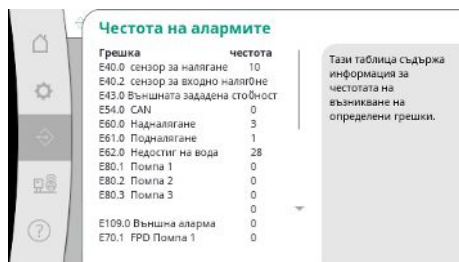 Честота на алармите
Грешка честота
E40.0 сензор за налягане 10
E40.2 сензор за входно наляг0не
E43.0 Външната зададена сто0ност
E54.0 CAN 0
E60.0 Надналягане 3
E61.0 Подналягане 1
E62.0 Недостиг на вода 28
E80.1 Помпа 1 0
E80.2 Помпа 2 0
E80.3 Помпа 3 0
0
E109.0 Външна аларма 0
E70.1 FPD Помпа 1 0
Тази таблица съдържа
информация за
честотата на
възникване на
определени грешки.